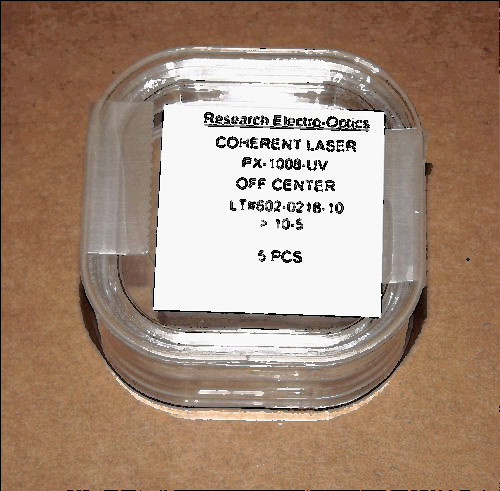 Research Electro-Optics
COHERENT LASER
PX-1008-UV
OFF CENTER
LT#602-0218-10
> 10-5
5 PCS